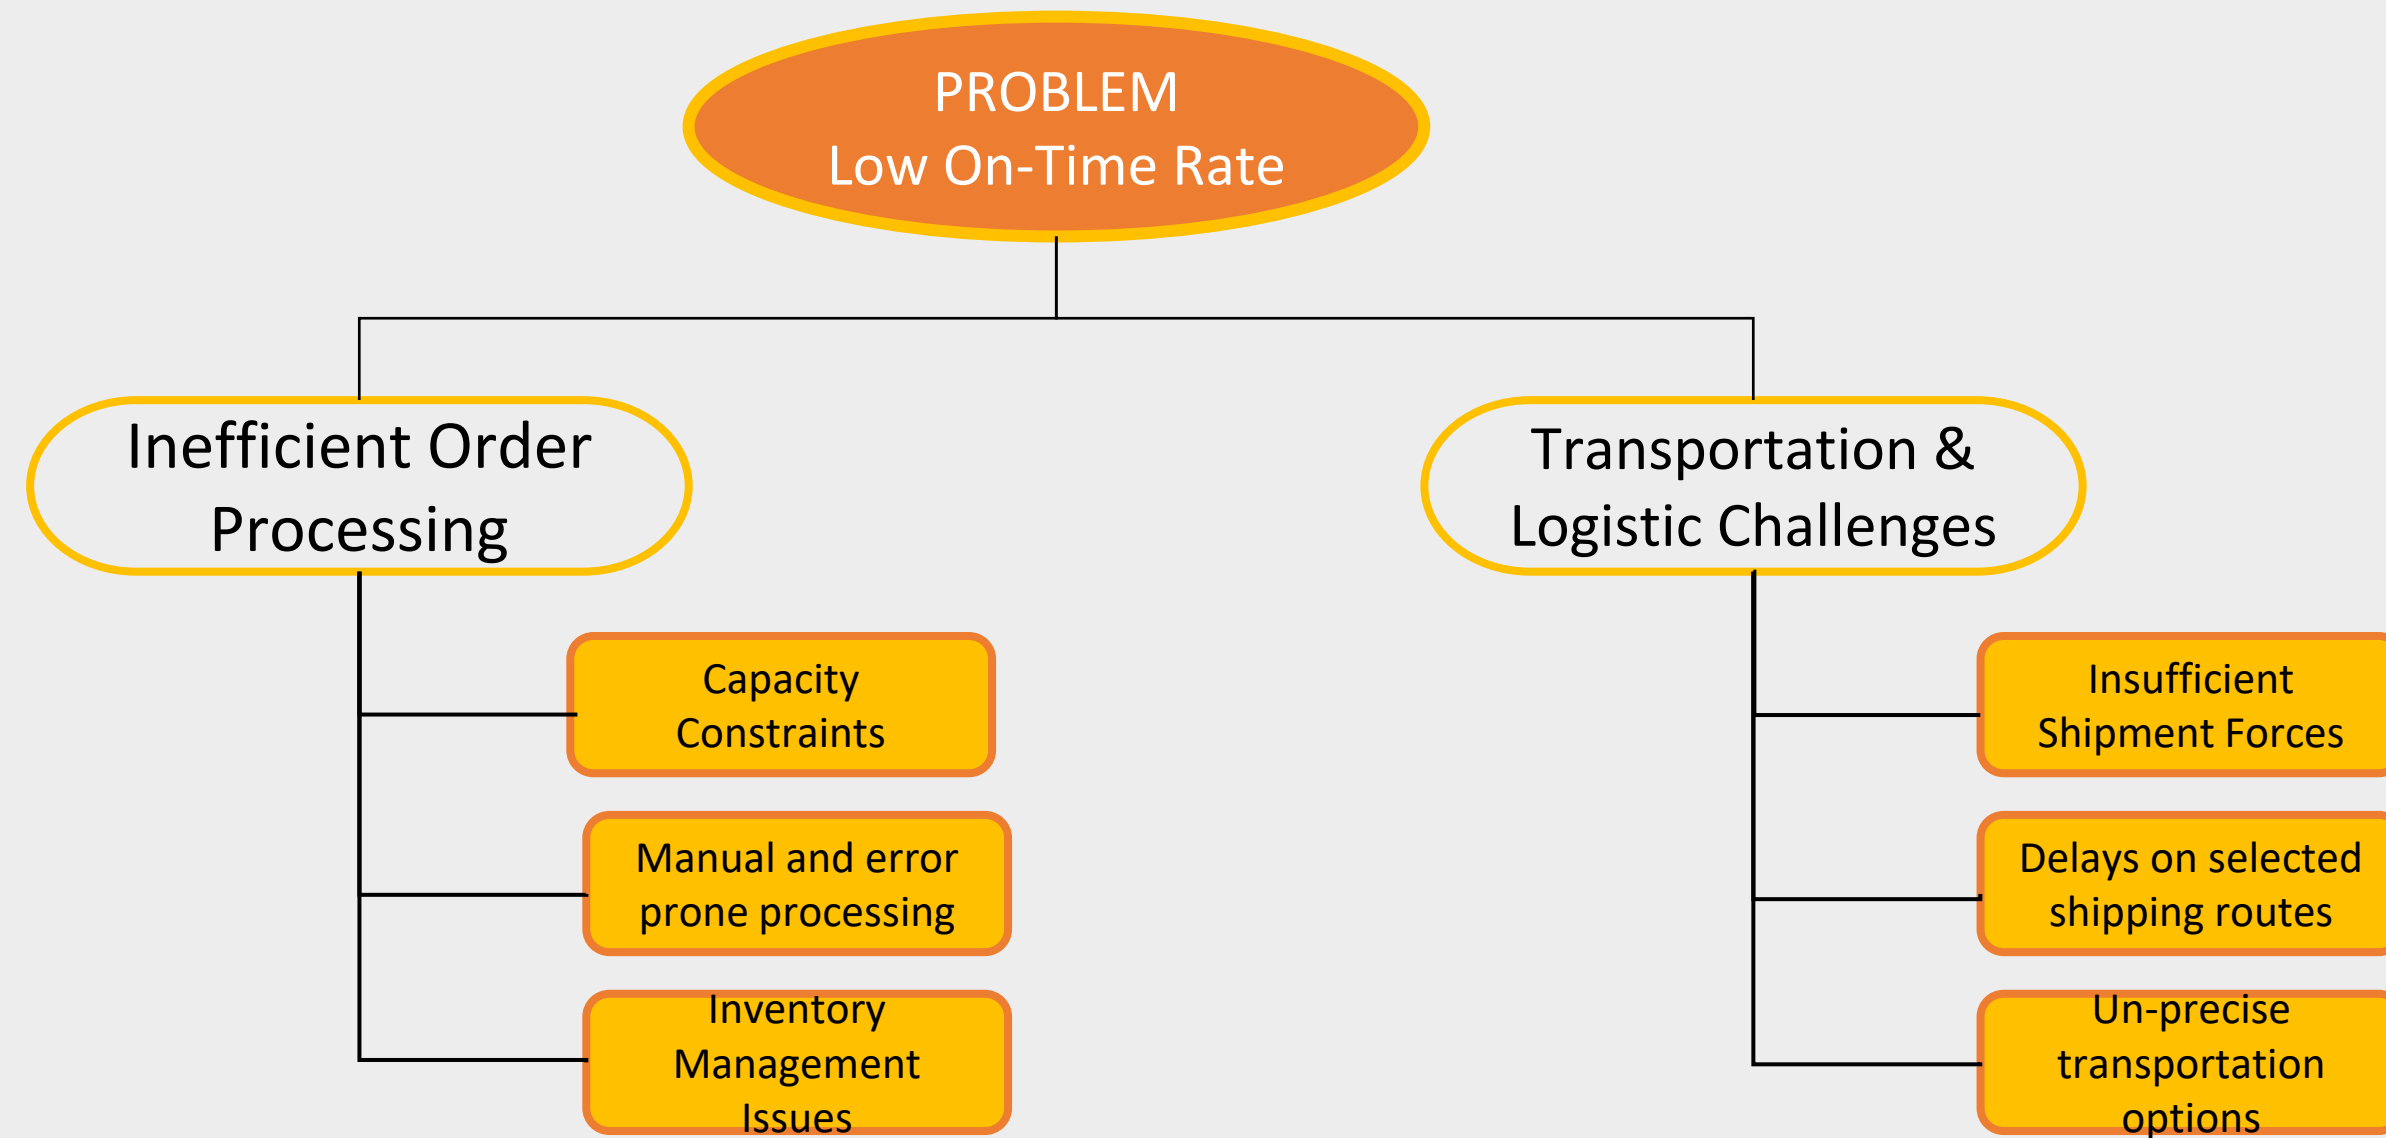 PROBLEM
Low On-Time Rate
Inefficient Order
Processing
Capacity
Constraints
Manual and error
prone processing
Inventory
Management
Issues
Transportation &
Logistic Challenges
Insufficient
Shipment Forces
Delays on selected
shipping routes
Un-precise
transportation
options